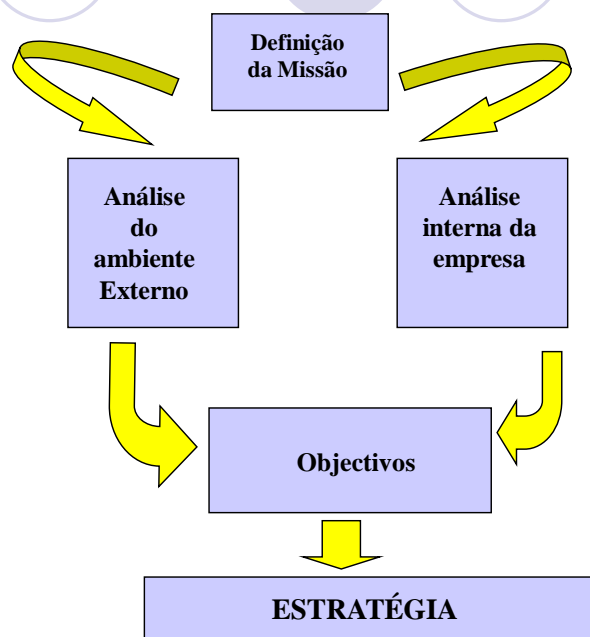 Definição
da Missão
Análise
do
ambiente
Externo
Análise
interna da
empresa
Objectivos
ESTRATÉGIA